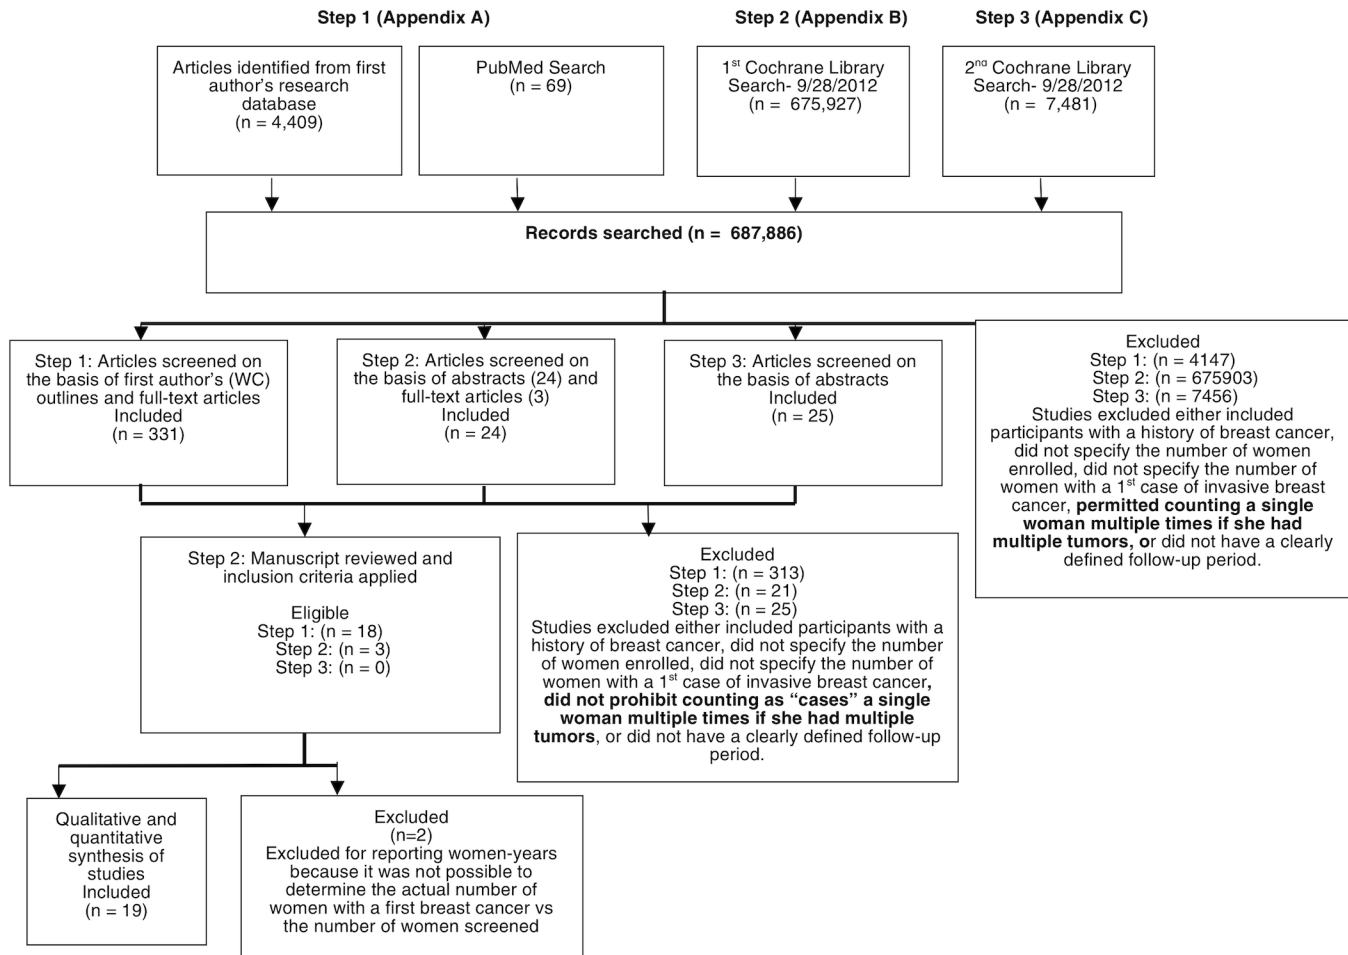 Step 1 (Appendix A)
Step 2 (Appendix B)
Step 3 (Appendix C)
Articles identified from first
author's research
database
(n = 4,409)
PubMed Search
(n = 69)
1st Cochrane Library
Search- 9/28/2012
(n = 675,927)
2nd Cochrane Library
Search- 9/28/2012
(n = 7,481)
Records searched (n = 687,886)
Step 1: Articles screened on
the basis of first author's (WC)
outlines and full-text articles
Included
(n = 331)
Step 2: Articles screened on
the basis of abstracts (24) and
full-text articles (3)
Included
(n = 24)
Step 3: Articles screened on
the basis of abstracts
Included
(n = 25)
Excluded
Step 1: (n = 4147)
Step 2: (n = 675903)
Step 3: (n = 7456)
Studies excluded either included
participants with a history of breast cancer,
did not specify the number of women
enrolled, did not specify the number of
women with a 1st case of invasive breast
cancer, permitted counting a single
woman multiple times if she had
multiple tumors, or did not have a clearly
defined follow-up period.
Step 2: Manuscript reviewed and
inclusion criteria applied
Eligible
Step 1: (n = 18)
Step 2: (n = 3)
Step 3: (n = 0)
Excluded
Step 1: (n = 313)
Step 2: (n = 21)
Step 3: (n = 25)
Studies excluded either included participants with a
history of breast cancer, did not specify the number
of women enrolled, did not specify the number of
women with a 1st case of invasive breast cancer,
did not prohibit counting as “cases” a single
woman multiple times if she had multiple
tumors, or did not have a clearly defined follow-up
period.
Qualitative and
quantitative
synthesis of
studies
Included
(n = 19)
Excluded
(n=2)
Excluded for reporting women-years
because it was not possible to
determine the actual number of
women with a first breast cancer vs
the number of women screened